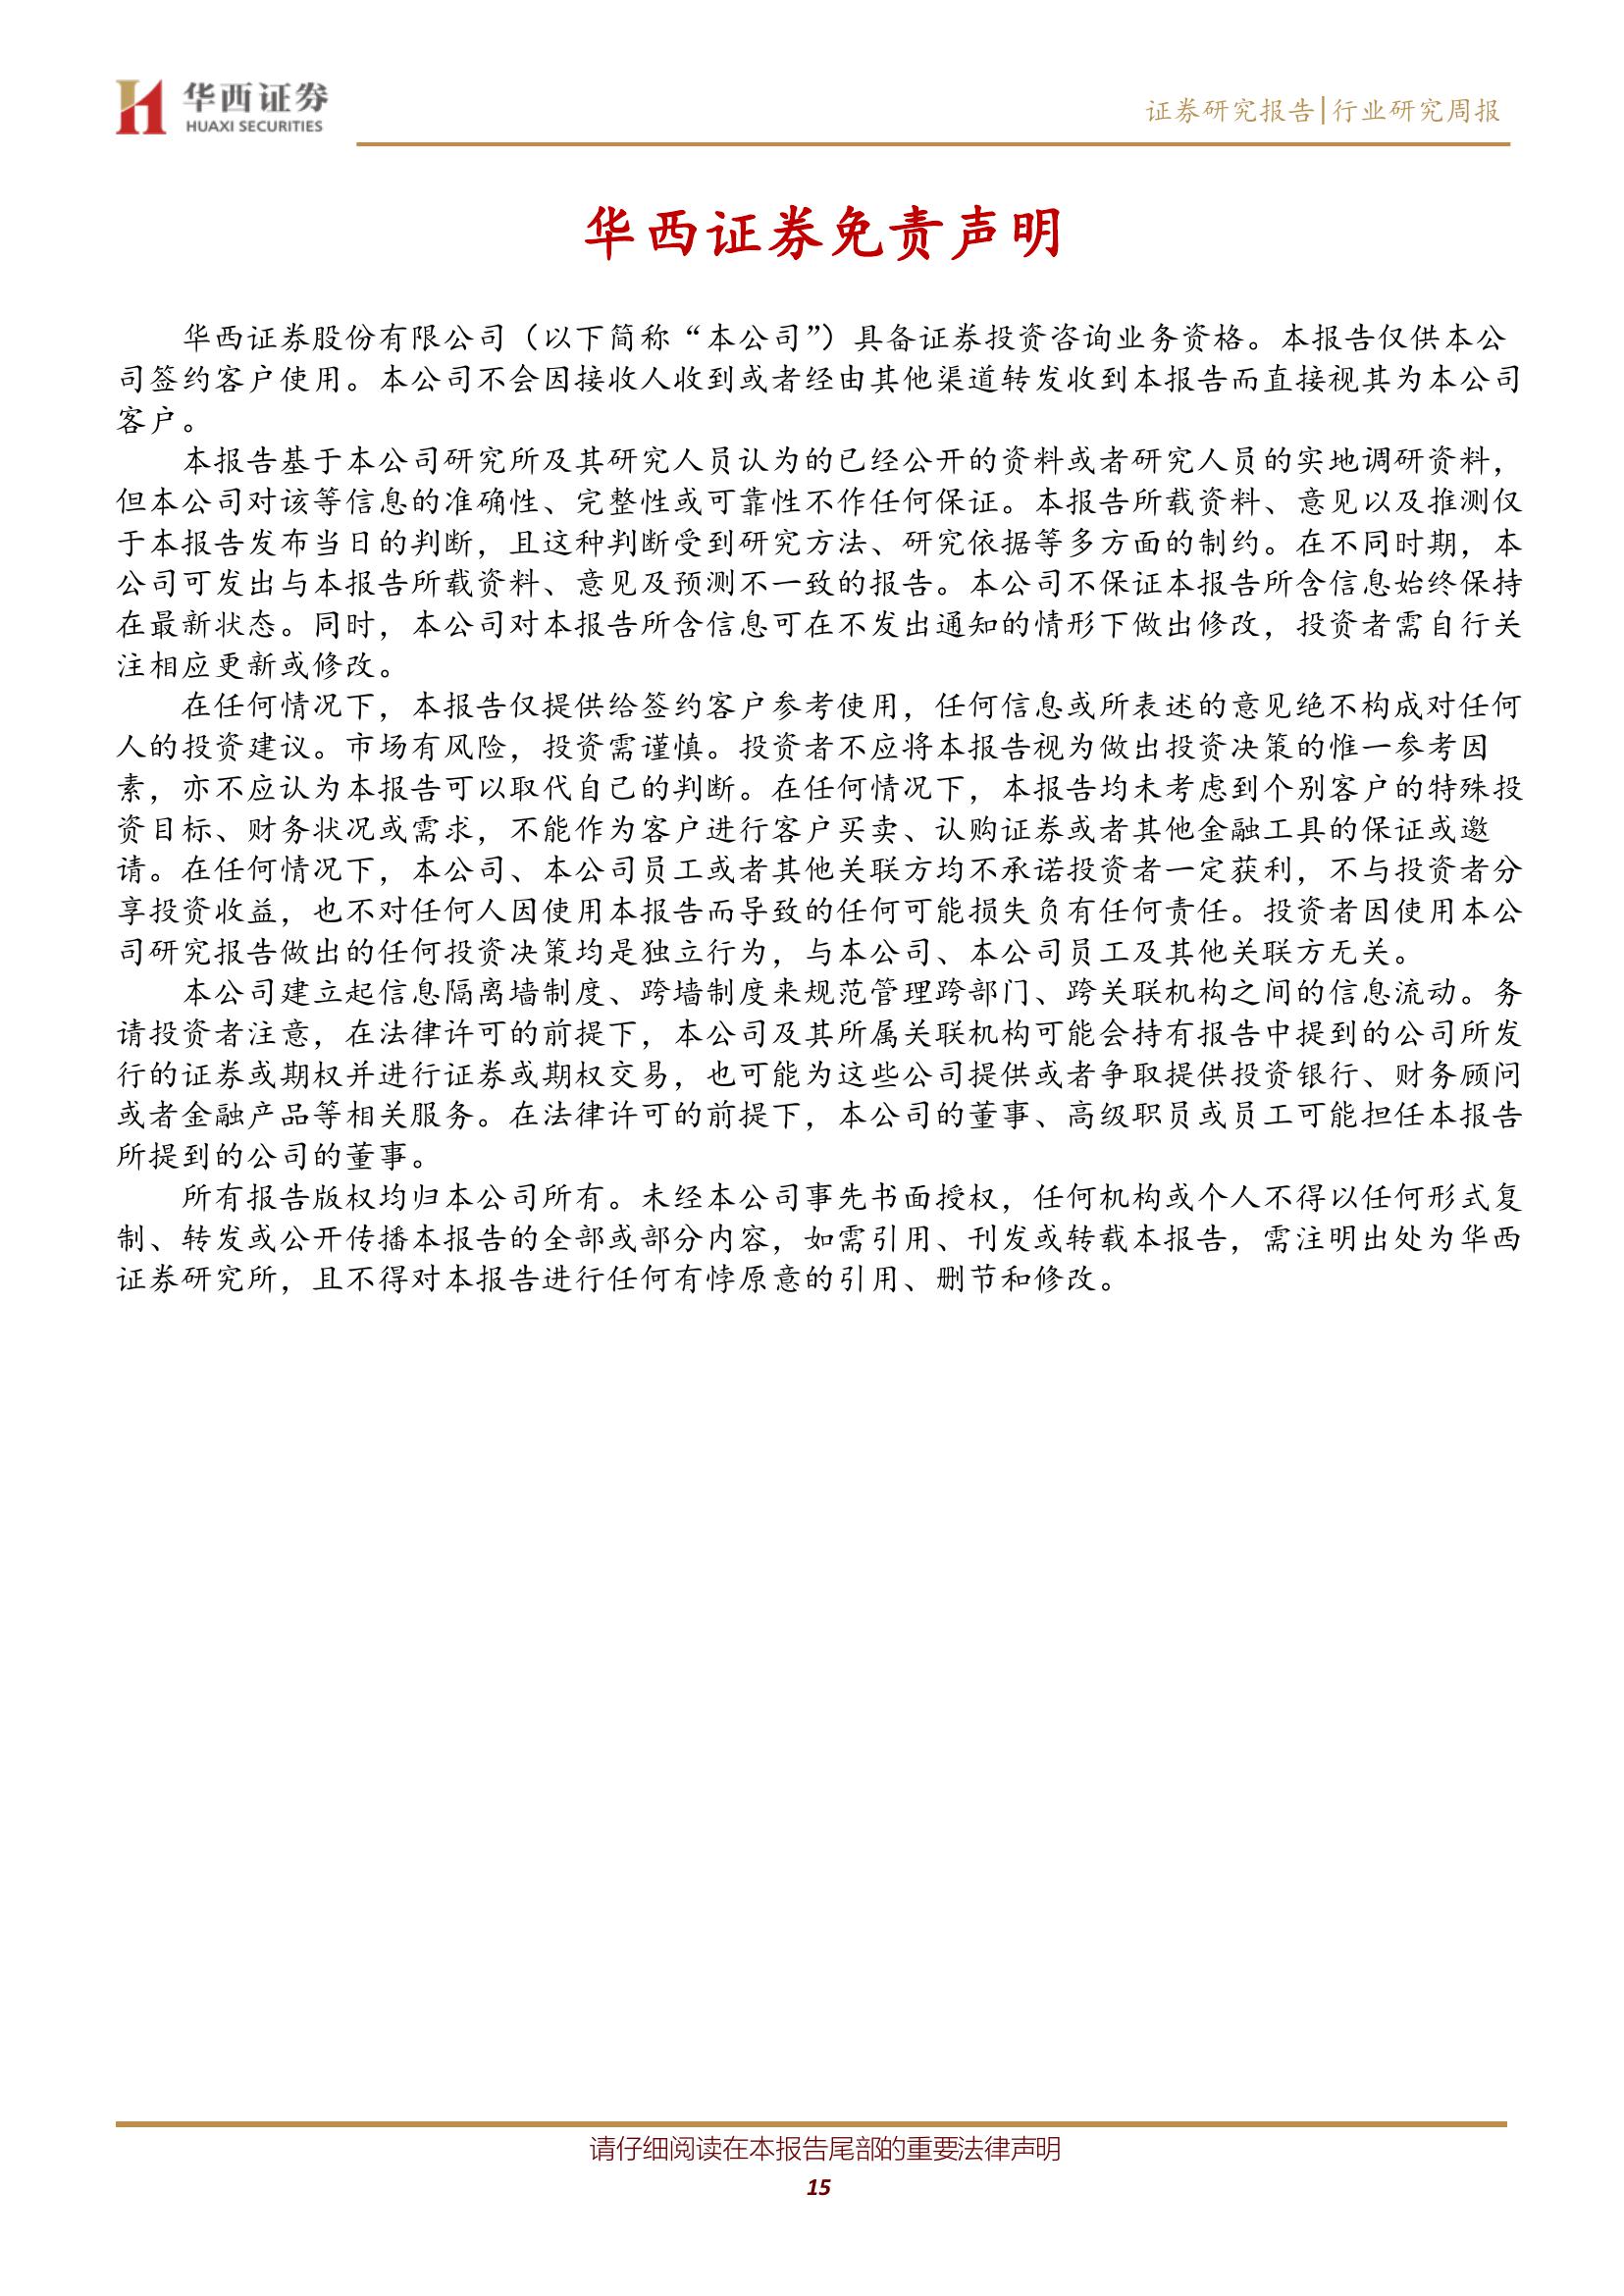 华西证券
HUAXI SECURITIES
证券研究报告|行业研究周报
华西证券免责声明
华西证券股份有限公司（以下简称“本公司”）具备证券投资咨询业务资格。本报告仅供本公
司签约客户使用。本公司不会因接收人收到或者经由其他渠道转发收到本报告而直接视其为本公司
客户。
本报告基于本公司研究所及其研究人员认为的已经公开的资料或者研究人员的实地调研资料，
但本公司对该等信息的准确性、完整性或可靠性不作任何保证。本报告所载资料、意见以及推测仅
于本报告发布当日的判断，且这种判断受到研究方法、研究依据等多方面的制约。在不同时期，本
公司可发出与本报告所载资料、意见及预测不一致的报告。本公司不保证本报告所含信息始终保持
在最新状态。同时，本公司对本报告所含信息可在不发出通知的情形下做出修改，投资者需自行关
注相应更新或修改。
在任何情况下，本报告仅提供给签约客户参考使用，任何信息或所表述的意见绝不构成对任何
人的投资建议。市场有风险，投资需谨慎。投资者不应将本报告视为做出投资决策的惟一参考因
素，亦不应认为本报告可以取代自己的判断。在任何情况下，本报告均未考虑到个别客户的特殊投
资目标、财务状况或需求，不能作为客户进行客户买卖、认购证券或者其他金融工具的保证或邀
请。在任何情况下，本公司、本公司员工或者其他关联方均不承诺投资者一定获利，不与投资者分
享投资收益，也不对任何人因使用本报告而导致的任何可能损失负有任何责任。投资者因使用本公
司研究报告做出的任何投资决策均是独立行为，与本公司、本公司员工及其他关联方无关。
本公司建立起信息隔离墙制度、跨墙制度来规范管理跨部门、跨关联机构之间的信息流动。务
请投资者注意，在法律许可的前提下，本公司及其所属关联机构可能会持有报告中提到的公司所发
行的证券或期权并进行证券或期权交易，也可能为这些公司提供或者争取提供投资银行、财务顾问
或者金融产品等相关服务。在法律许可的前提下，本公司的董事、高级职员或员工可能担任本报告
所提到的公司的董事。
所有报告版权均归本公司所有。未经本公司事先书面授权，任何机构或个人不得以任何形式复
制、转发或公开传播本报告的全部或部分内容，如需引用、刊发或转载本报告，需注明出处为华西
证券研究所，且不得对本报告进行任何有悖原意的引用、删节和修改。
请仔细阅读在本报告尾部的重要法律声明
15